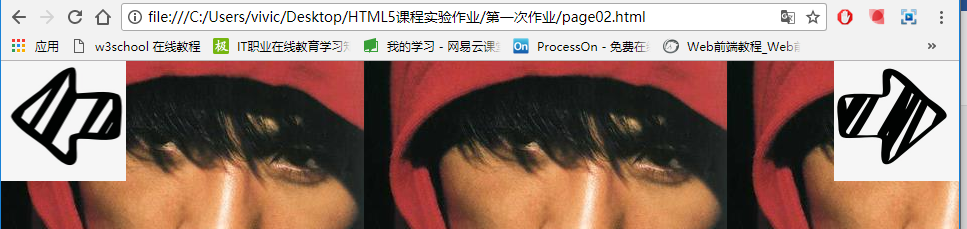 file:///C:/Users/vivic/Desktop/HTML5课程实验作业/第一次作业/page02.html
应用 w3school 在线教程 极 IT职业在线教育学习 我的学习 - 网易云课 On ProcessOn - 免费在 Web前端教程_Web »